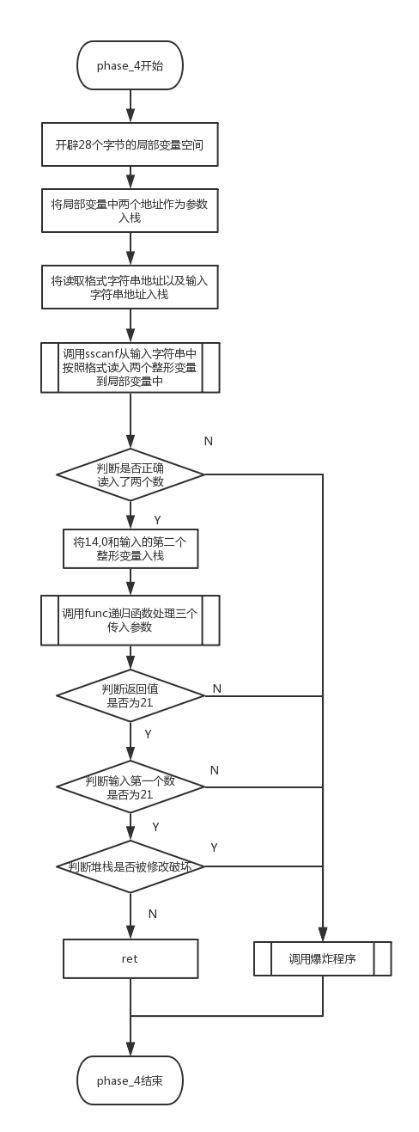 phase_4开始
开辟28个字节的局部变量空间
将局部变量中两个地址作为参数
入栈
将读取格式字符串地址以及输入
字符串地址入栈
调用sscanf从输入字符串中
按照格式读入两个整形变量
到局部变量中
N
判断是否正确
读入了两个数
Y
将14,0和输入的第二个
整形变量入栈
调用func递归函数处理三个
传入参数
判断返回值
是否为21
N
Y
判断输入第一个数
是否为21
N
Y
判断堆栈是否被修改破坏
Y
N
ret
调用爆炸程序
phase_4结束